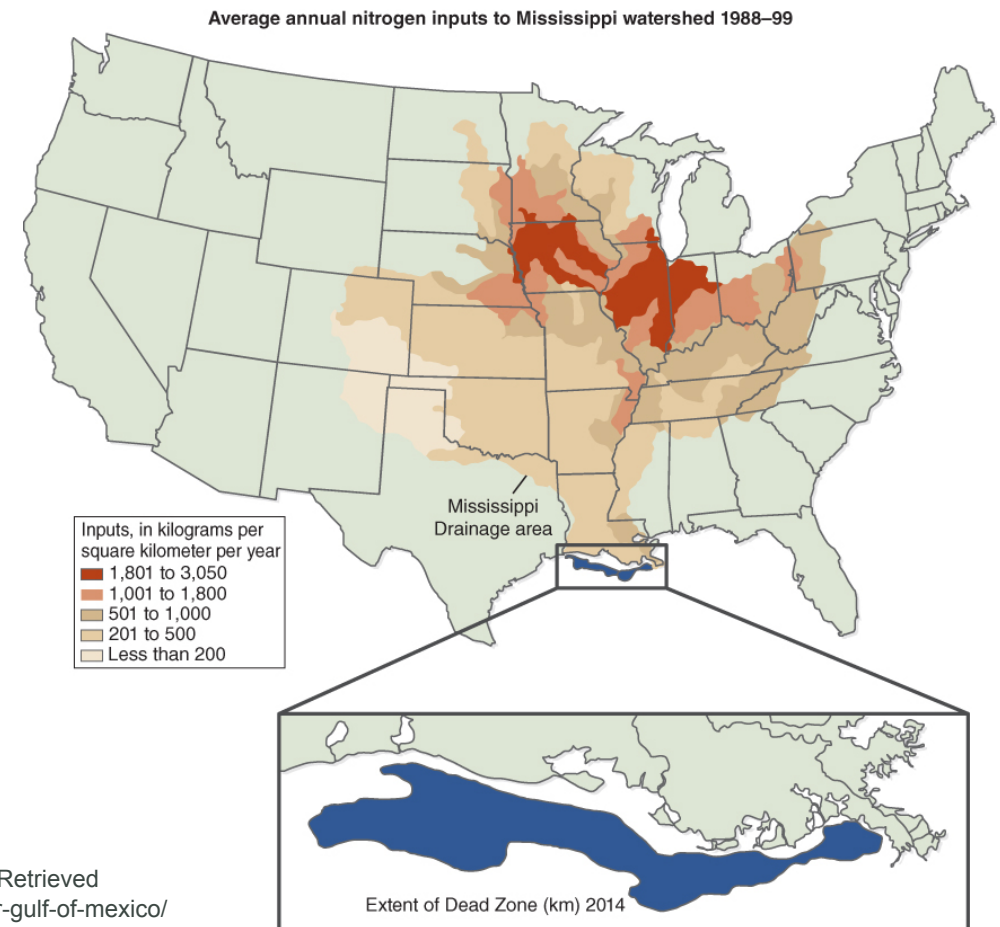 Average annual nitrogen inputs to Mississippi watershed 1988–99
Mississippi
Drainage area
Inputs, in kilograms per
square kilometer per year
1,801 to 3,050
1,001 to 1,800
501 to 1,000
201 to 500
Less than 200
Extent of Dead Zone (km) 2014
Retrieved
r-gulf-of-mexico/